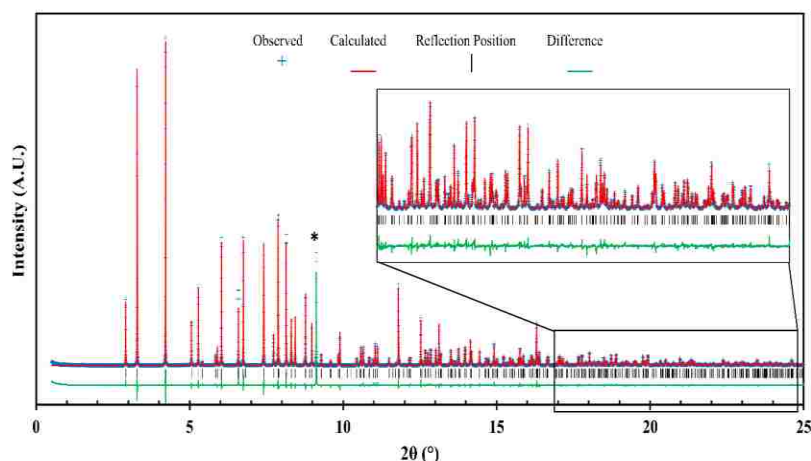 Observed Calculated Reflection Position Difference
*
Intensity (A.U.)
0 5 10 15 20 25
2θ (°)